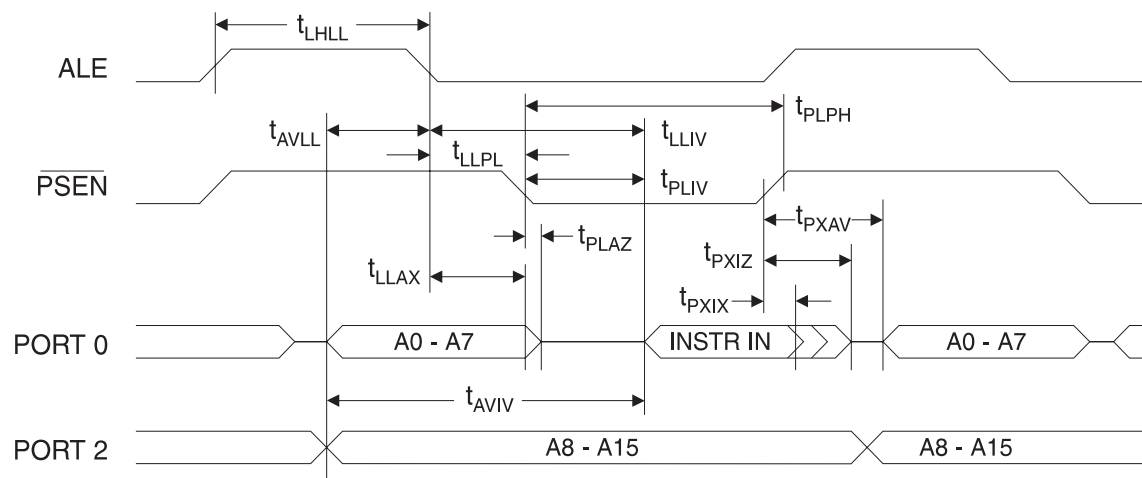 tLHLL
ALE
tPLPH
tAVLL
tLLIV
tLLPL
PSEN
tPLIV
tPXAV
tPLAZ
tPXIZ
tLLAX
tPXIX
PORT 0
A0 - A7
INSTR IN
A0 - A7
tAVIV
PORT 2
A8 - A15
A8 - A15